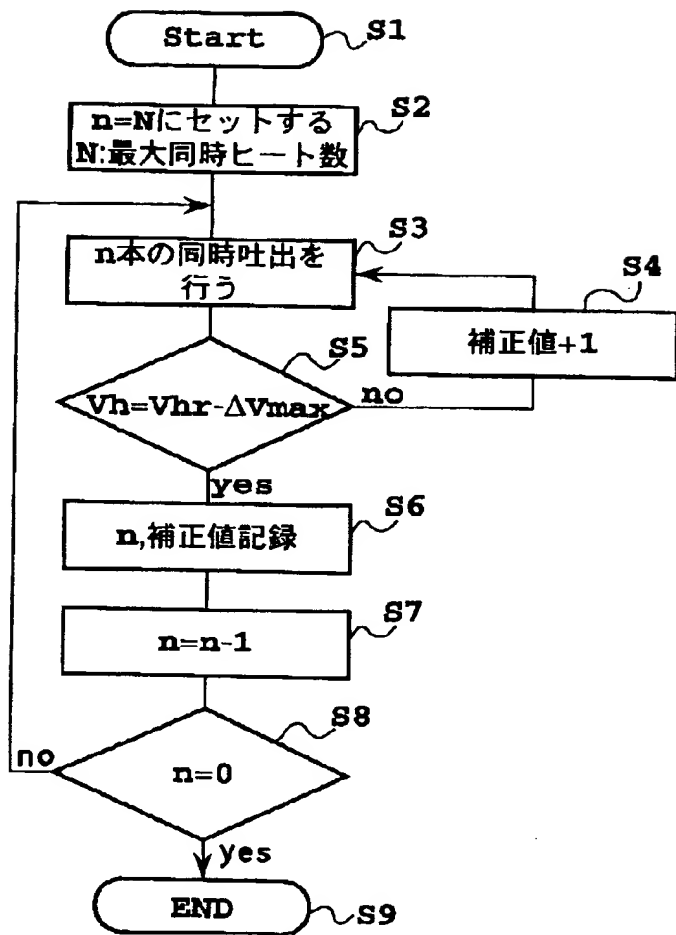 Start
S1
n=Nにセットする
N:最大同時ヒート数
S2
n本の同時吐出を
行う
S3
補正値+1
S4
Vh=Vhr-ΔVmax
S5
no
yes
n,補正値記録
S6
n=n-1
S7
n=0
S8
no
yes
END
S9